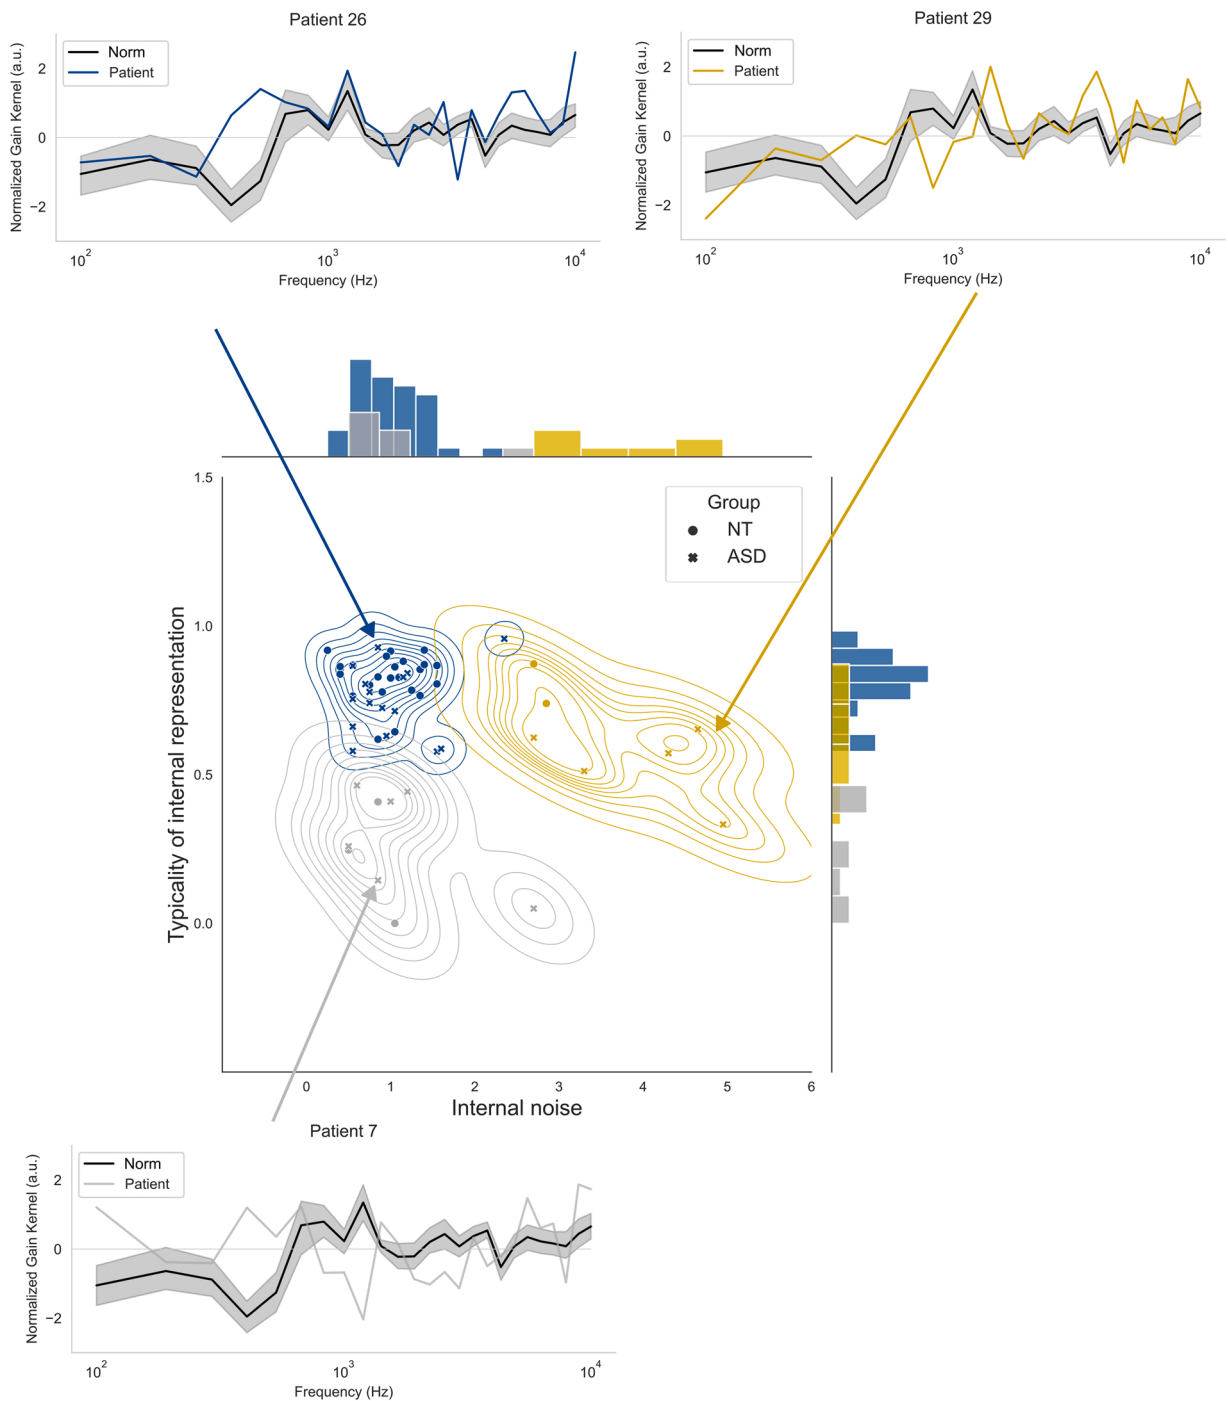 Patient 26
Normalized Gain Kernel (a.u.)
Norm
Patient
2
0
−2
10²
10³
10⁴
Frequency (Hz)
Patient 29
Normalized Gain Kernel (a.u.)
Norm
Patient
2
0
−2
10²
10³
10⁴
Frequency (Hz)
Typicality of internal representation
1.5
1.0
0.5
0.0
Group
NT
ASD
0
1
2
3
4
5
6
Internal noise
Patient 7
Normalized Gain Kernel (a.u.)
Norm
Patient
2
0
−2
10²
10³
10⁴
Frequency (Hz)